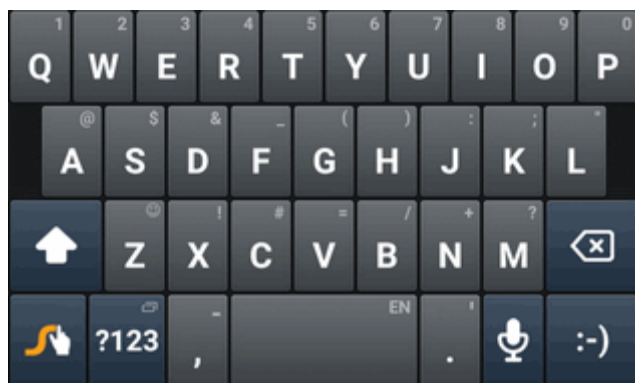 1 2 3 4 5 6 7 8 9 0
Q W E R T Y U I O P
@ $ & _ ( ) : ; "
A S D F G H J K L
! # = / + ?
Z X C V B N M
EN
?123 , - . ' :-)